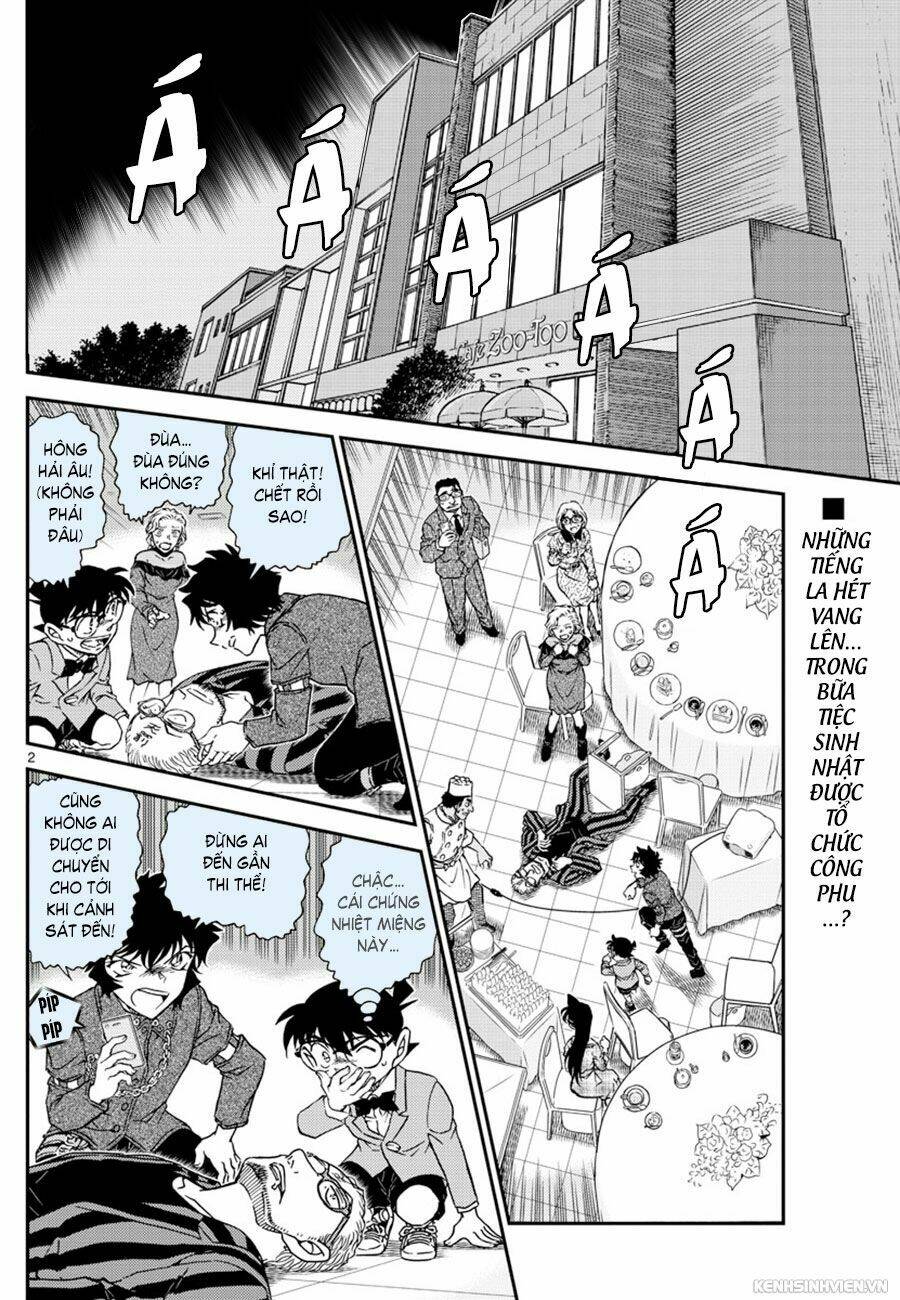 Á
Á
Á
Á
Á
Á
CAFE ZOO-TOO
NHỮNG
TIẾNG
LA HÉT
VANG
LÊN...
TRONG
BỮA
TIỆC
SINH
NHẬT
ĐƯỢC
TỔ
CHỨC
CÔNG
PHU
...?
KHỈ THẬT!
CHẾT RỒI
SAO!
ĐÙA...
ĐÙA ĐÚNG
KHÔNG?
HÔNG
HẢI ÂU!
(KHÔNG
PHẢI
ĐÂU)
2
CHẬC...
CÁI CHỨNG
NHIỆT MIỆNG
NÀY...
ĐỪNG AI
ĐẾN GẦN
THI THỂ!
CŨNG
KHÔNG AI
ĐƯỢC DI
CHUYỂN
CHO TỚI
KHI CẢNH
SÁT ĐẾN!
PÍP
PÍP
KENHSINHVIEN.VN